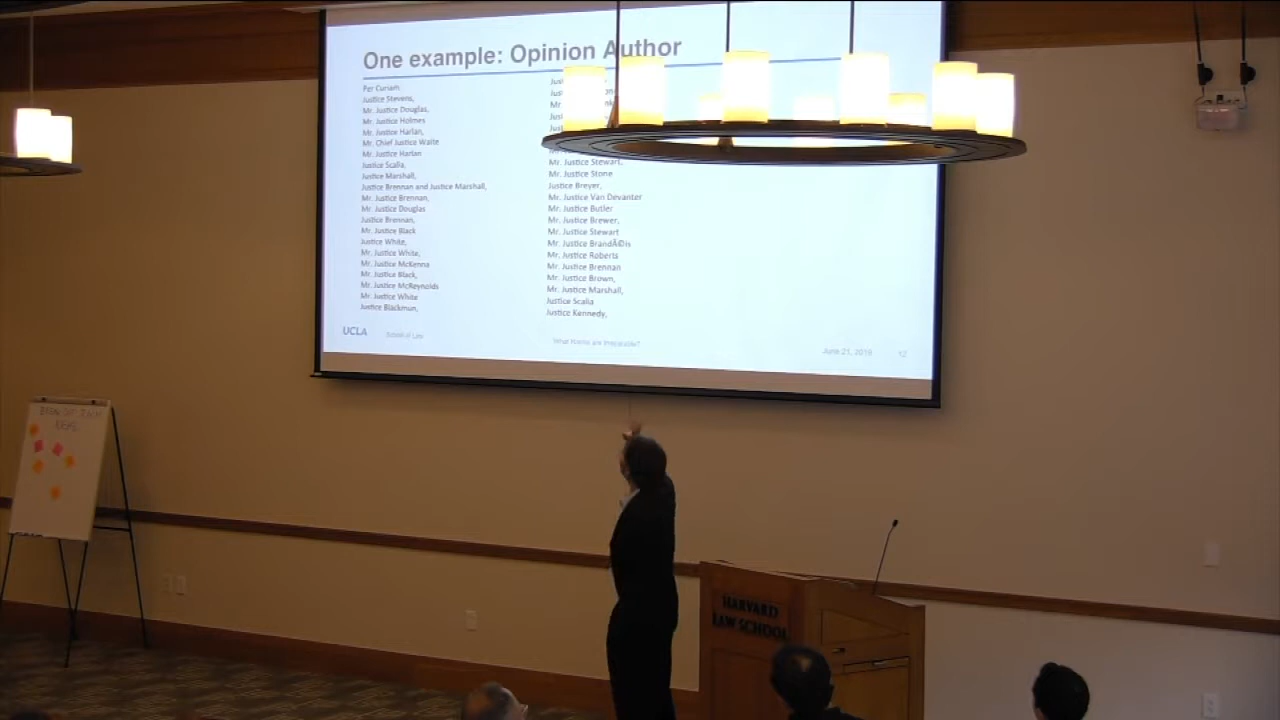 One example: Opinion Author
Per Curiam
Justice Stevens,
Mr. Justice Douglas,
Mr. Justice Holmes
Mr. Justice Harlan,
Mr. Chief Justice Waite
Mr. Justice Harlan
Justice Scalia,
Justice Marshall,
Justice Brennan and Justice Marshall,
Mr. Justice Brennan,
Mr. Justice Douglas
Justice Brennan,
Mr. Justice Black
Justice White,
Mr. Justice White,
Mr. Justice McKenna
Mr. Justice Black,
Mr. Justice McReynolds
Mr. Justice White
Justice Blackmun,
Mr.
Mr. Justice Stewart,
Mr. Justice Stone
Justice Breyer,
Mr. Justice Van Devanter
Mr. Justice Butler
Mr. Justice Brewer,
Mr. Justice Stewart
Mr. Justice BrandÃ©is
Mr. Justice Roberts
Mr. Justice Brennan
Mr. Justice Brown,
Mr. Justice Marshall,
Justice Scalia
Justice Kennedy,
UCLA School of Law
What Points are
June 21, 2019
12
HARVARD
LAW SCHOOL